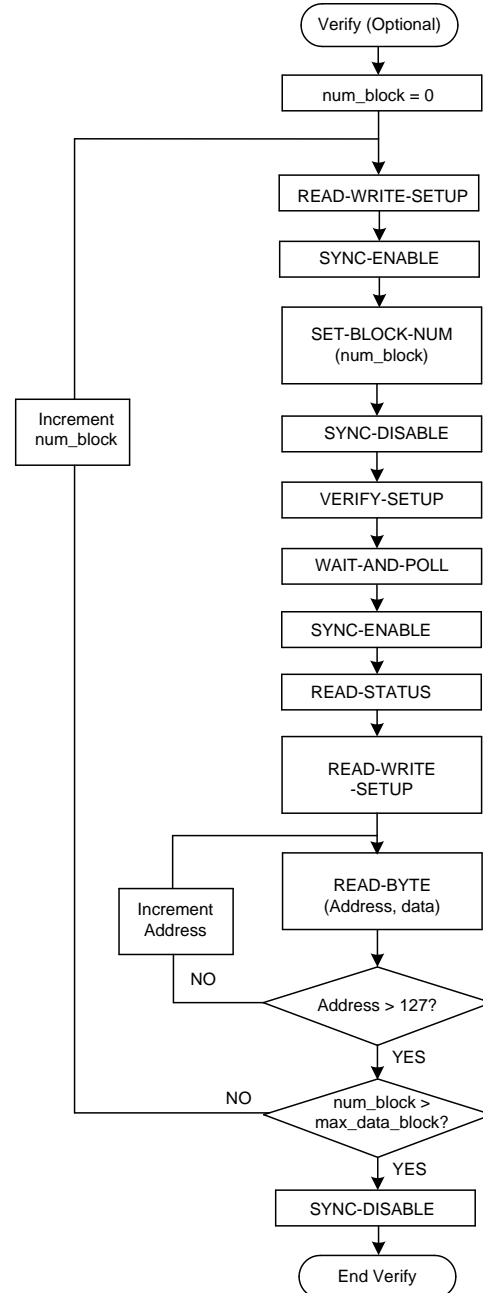 Verify (Optional)
num_block = 0
READ-WRITE-SETUP
SYNC-ENABLE
SET-BLOCK-NUM
(num_block)
Increment
num_block
SYNC-DISABLE
VERIFY-SETUP
WAIT-AND-POLL
SYNC-ENABLE
READ-STATUS
READ-WRITE
-SETUP
READ-BYTE
(Address, data)
Increment
Address
NO
Address > 127?
YES
NO
num_block >
max_data_block?
YES
SYNC-DISABLE
End Verify